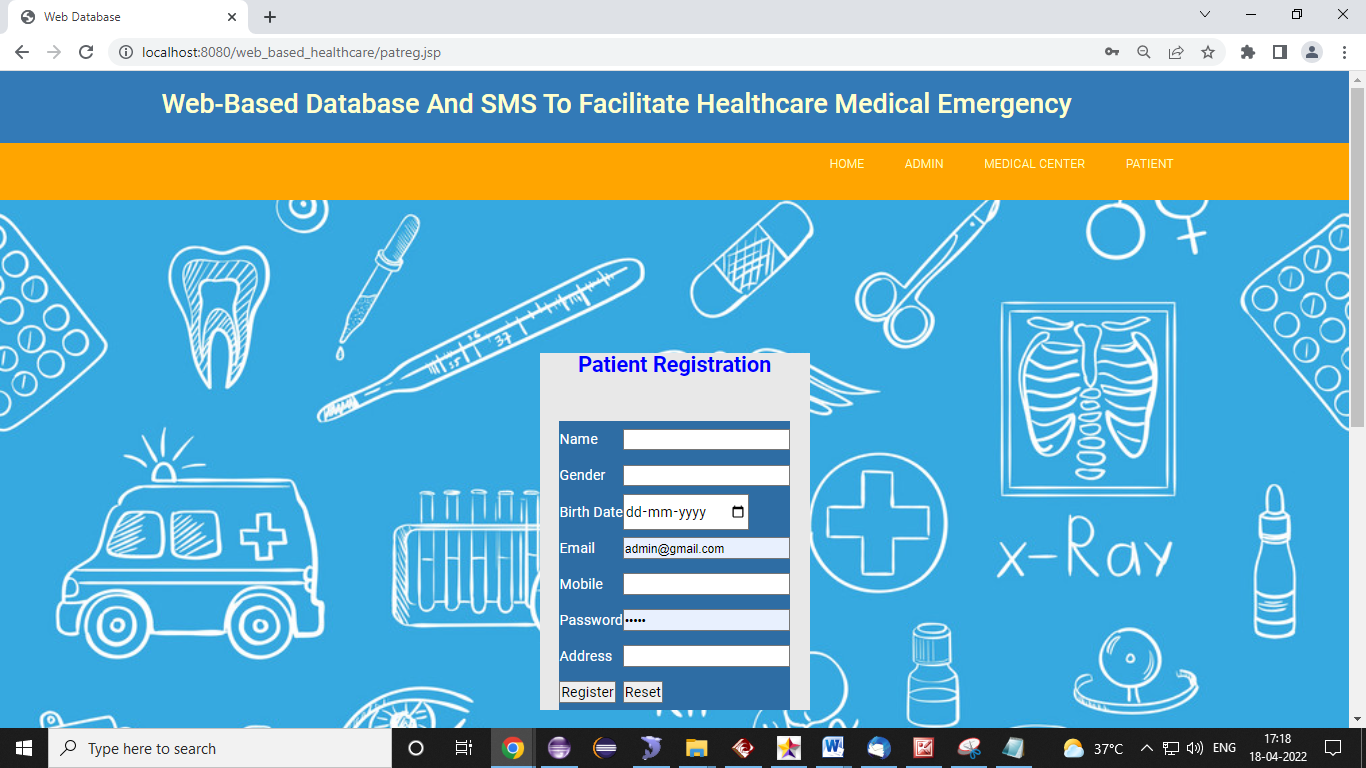 Web Database
localhost:8080/web_based_healthcare/patreg.jsp
Web-Based Database And SMS To Facilitate Healthcare Medical Emergency
HOME ADMIN MEDICAL CENTER PATIENT
Patient Registration
Name
Gender
Birth Date dd-mm-yyyy
Email admin@gmail.com
Mobile
Password •••••
Address
Register Reset
x-Ray
Type here to search
37°C ENG 17:18
18-04-2022